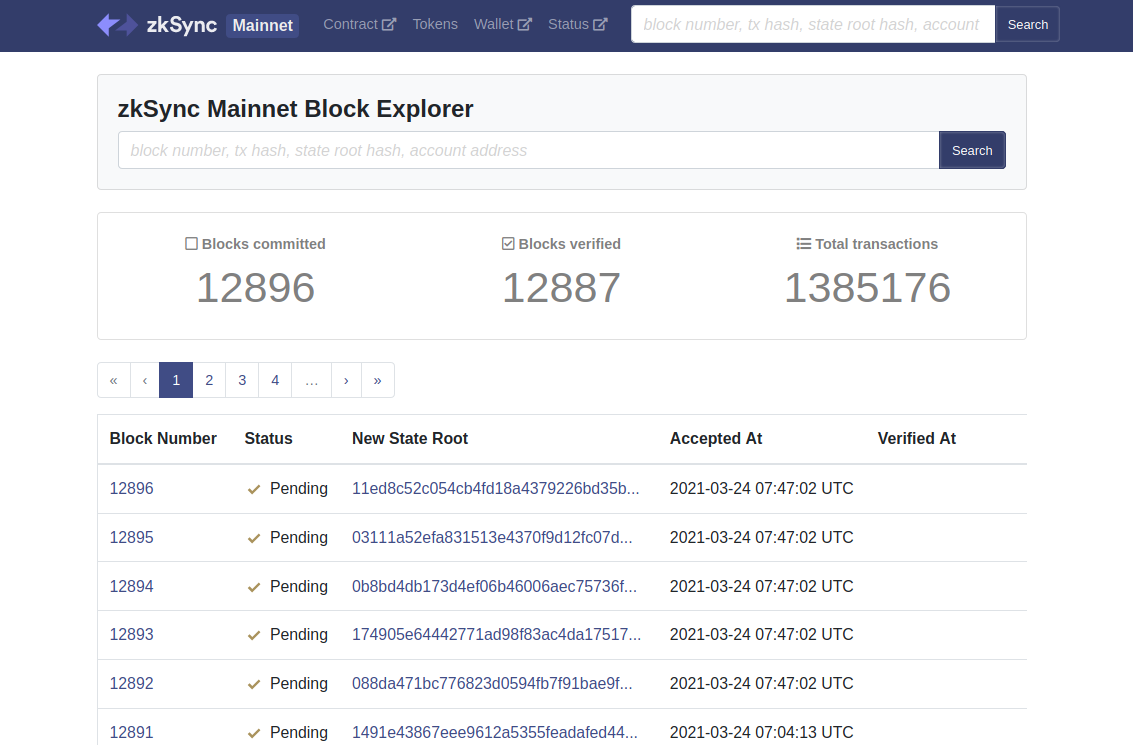 zkSync Mainnet Contract Tokens Wallet Status block number, tx hash, state root hash, account Search
zkSync Mainnet Block Explorer
block number, tx hash, state root hash, account address Search
Blocks committed Blocks verified Total transactions
12896 12887 1385176
« ‹ 1 2 3 4 … › »
Block Number Status New State Root Accepted At Verified At
12896 Pending 11ed8c52c054cb4fd18a4379226bd35b... 2021-03-24 07:47:02 UTC
12895 Pending 03111a52efa831513e4370f9d12fc07d... 2021-03-24 07:47:02 UTC
12894 Pending 0b8bd4db173d4ef06b46006aec75736f... 2021-03-24 07:47:02 UTC
12893 Pending 174905e64442771ad98f83ac4da17517... 2021-03-24 07:47:02 UTC
12892 Pending 088da471bc776823d0594fb7f91bae9f... 2021-03-24 07:47:02 UTC
12891 Pending 1491e43867eee9612a5355feadafed44... 2021-03-24 07:04:13 UTC